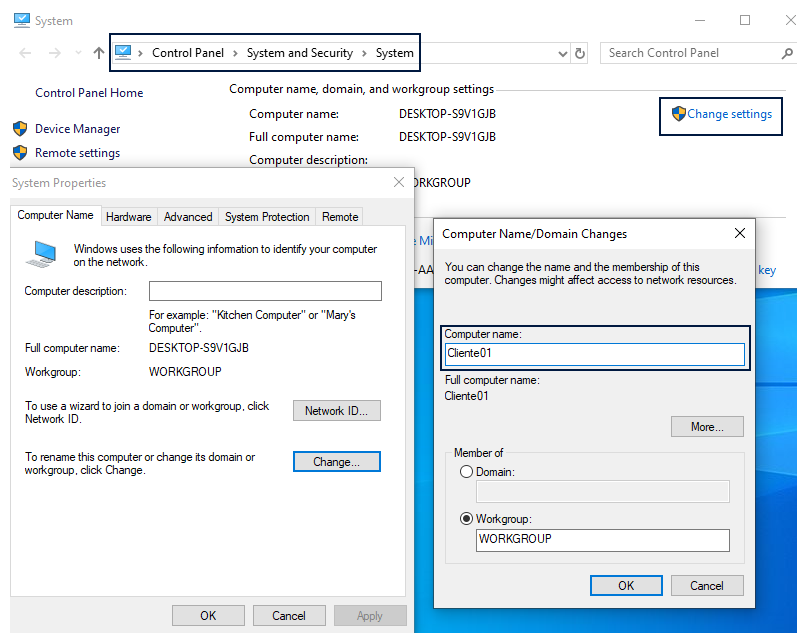 System
Control Panel > System and Security > System
Search Control Panel
Control Panel Home
Device Manager
Remote settings
Computer name, domain, and workgroup settings
Computer name: DESKTOP-S9V1GJB
Full computer name: DESKTOP-S9V1GJB
Computer description:
ORKGROUP
Change settings
key
System Properties
Computer Name
Hardware
Advanced
System Protection
Remote
Windows uses the following information to identify your computer
on the network.
Computer description:
For example: "Kitchen Computer" or "Mary's
Computer".
Full computer name: DESKTOP-S9V1GJB
Workgroup: WORKGROUP
To use a wizard to join a domain or workgroup, click
Network ID.
Network ID...
To rename this computer or change its domain or
workgroup, click Change.
Change...
OK
Cancel
Apply
Computer Name/Domain Changes
You can change the name and the membership of this
computer. Changes might affect access to network resources.
Computer name:
Cliente01
Full computer name:
Cliente01
More...
Member of
Domain:
Workgroup:
WORKGROUP
OK
Cancel